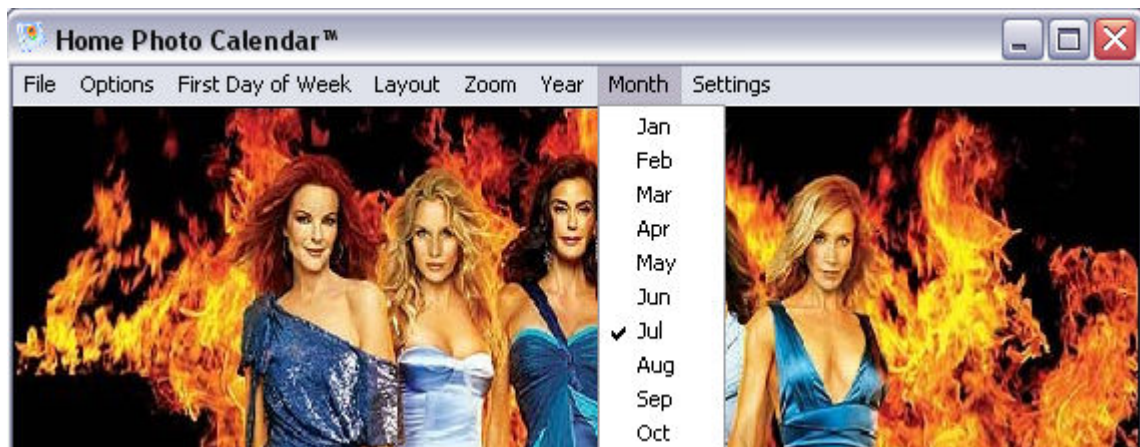 Home Photo Calendar™
File Options First Day of Week Layout Zoom Year Month Settings
Jan
Feb
Mar
Apr
May
Jun
Jul
Aug
Sep
Oct